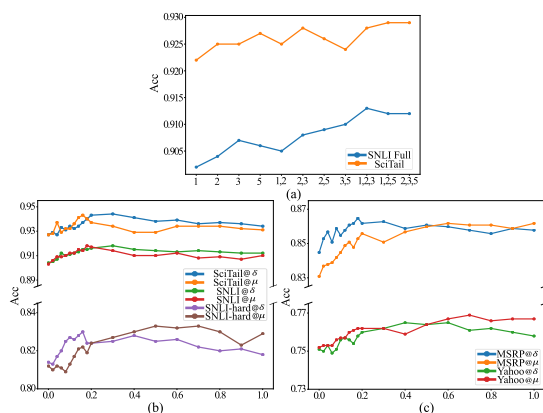 0.930
0.925
0.920
Acc
0.915
0.910
0.905
SNLI Full
SciTail
1 2 3 5 1,2 2,3 2,5 3,5 1,2,3 1,2,5 2,3,5
(a)
0.95
0.93
0.91
0.89
SciTail@δ
SciTail@μ
SNLI@δ
SNLI@μ
SNLI-hard@δ
SNLI-hard@μ
Acc
0.84
0.82
0.80
0.0 0.2 0.4 0.6 0.8 1.0
(b)
0.87
0.85
0.83
Acc
0.77
0.75
0.73
MSRP@δ
MSRP@μ
Yahoo@δ
Yahoo@μ
0.0 0.2 0.4 0.6 0.8 1.0
(c)